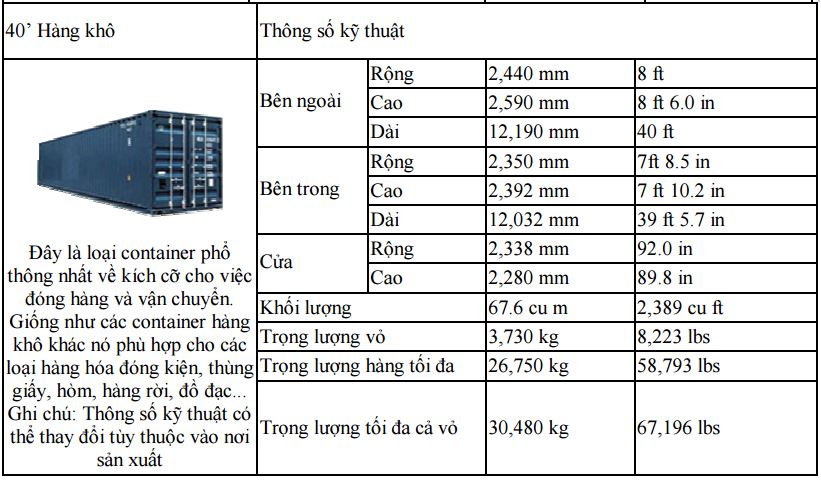 40’ Hàng khô
Thông số kỹ thuật
Đây là loại container phổ
thông nhất về kích cỡ cho việc
đóng hàng và vận chuyển.
Giống như các container hàng
khô khác nó phù hợp cho các
loại hàng hóa đóng kiện, thùng
giấy, hòm, hàng rời, đồ đạc...
Ghi chú: Thông số kỹ thuật có
thể thay đổi tùy thuộc vào nơi
sản xuất
Bên ngoài
Rộng 2,440 mm 8 ft
Cao 2,590 mm 8 ft 6.0 in
Dài 12,190 mm 40 ft
Bên trong
Rộng 2,350 mm 7ft 8.5 in
Cao 2,392 mm 7 ft 10.2 in
Dài 12,032 mm 39 ft 5.7 in
Cửa
Rộng 2,338 mm 92.0 in
Cao 2,280 mm 89.8 in
Khối lượng 67.6 cu m 2,389 cu ft
Trọng lượng vỏ 3,730 kg 8,223 lbs
Trọng lượng hàng tối đa 26,750 kg 58,793 lbs
Trọng lượng tối đa cả vỏ 30,480 kg 67,196 lbs